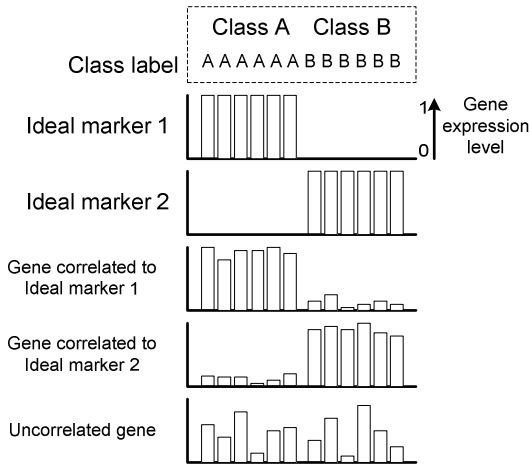 Class A Class B
Class label A A A A A A B B B B B B
Ideal marker 1
1
0
Gene
expression
level
Ideal marker 2
Gene correlated to
Ideal marker 1
Gene correlated to
Ideal marker 2
Uncorrelated gene